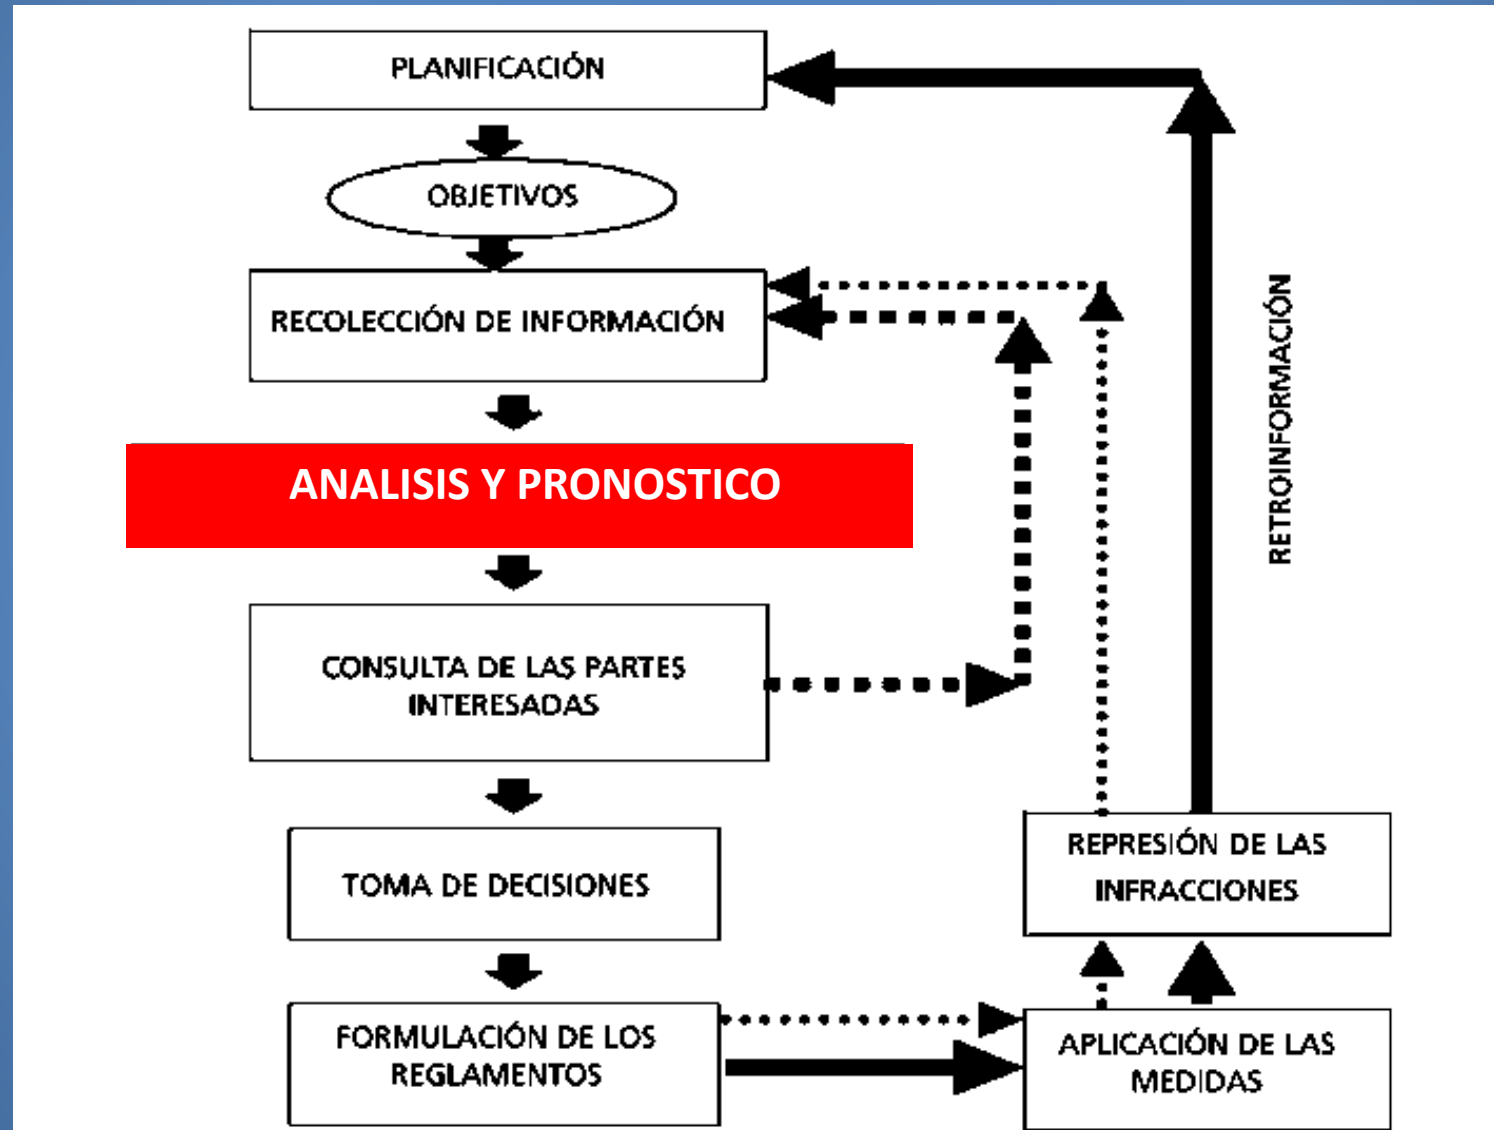 PLANIFICACIÓN
OBJETIVOS
RECOLECCIÓN DE INFORMACIÓN
ANALISIS Y PRONOSTICO
CONSULTA DE LAS PARTES
INTERESADAS
TOMA DE DECISIONES
FORMULACIÓN DE LOS
REGLAMENTOS
APLICACIÓN DE LAS
MEDIDAS
REPRESIÓN DE LAS
INFRACCIONES
RETROINFORMACIÓN